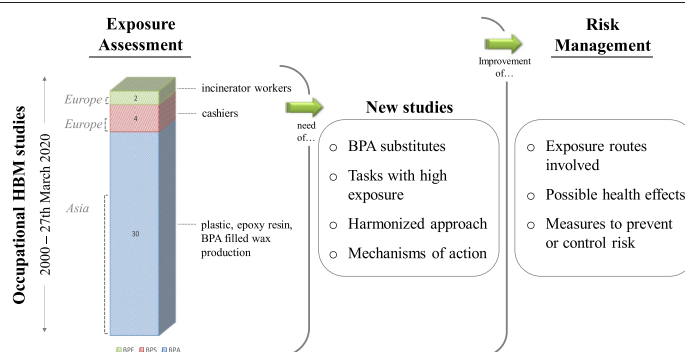 Exposure
Assessment
Occupational HBM studies
2000 – 27th March 2020
Europe
Europe
Asia
2
4
30
incinerator workers
cashiers
plastic, epoxy resin,
BPA filled wax
production
BPF BPS BPA
need
of…
New studies
o BPA substitutes
o Tasks with high
exposure
o Harmonized approach
o Mechanisms of action
Improvement
of…
Risk
Management
o Exposure routes
involved
o Possible health effects
o Measures to prevent
or control risk